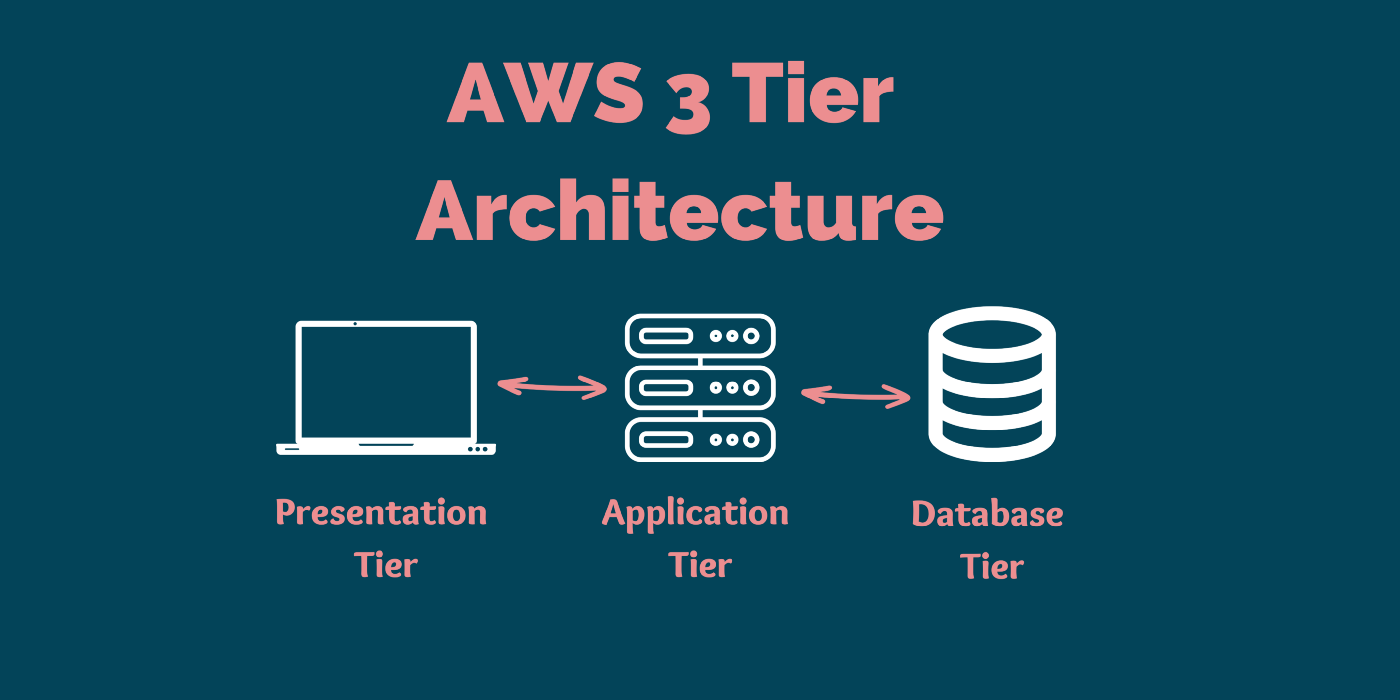 AWS 3 Tier
Architecture
Presentation
Tier
Application
Tier
Database
Tier